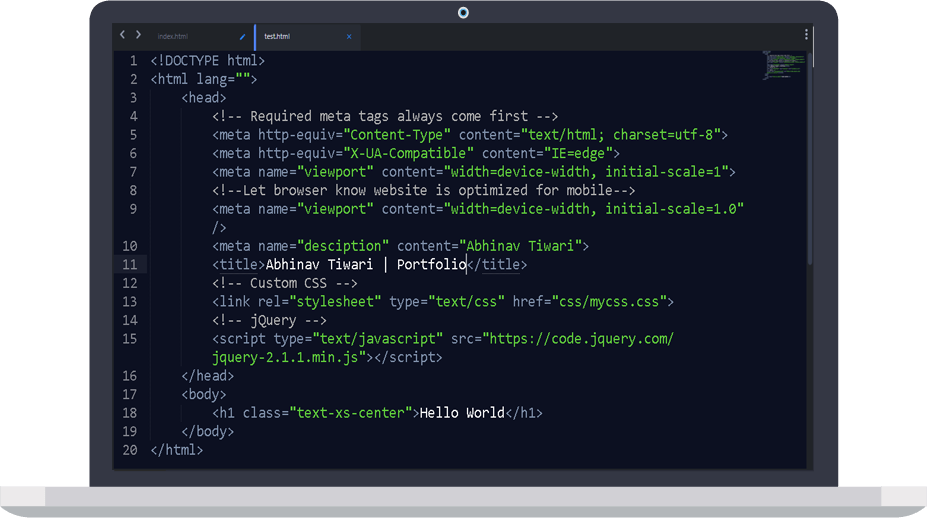 index.html
test.html
1 <!DOCTYPE html>
2 <html lang="">
3 <head>
4 <!-- Required meta tags always come first -->
5 <meta http-equiv="Content-Type" content="text/html; charset=utf-8">
6 <meta http-equiv="X-UA-Compatible" content="IE=edge">
7 <meta name="viewport" content="width=device-width, initial-scale=1">
8 <!--Let browser know website is optimized for mobile-->
9 <meta name="viewport" content="width=device-width, initial-scale=1.0"
/>
10 <meta name="desciption" content="Abhinav Tiwari">
11 <title>Abhinav Tiwari | Portfolio</title>
12 <!-- Custom CSS -->
13 <link rel="stylesheet" type="text/css" href="css/mycss.css">
14 <!-- jQuery -->
15 <script type="text/javascript" src="https://code.jquery.com/
jquery-2.1.1.min.js"></script>
16 </head>
17 <body>
18 <h1 class="text-xs-center">Hello World</h1>
19 </body>
20 </html>